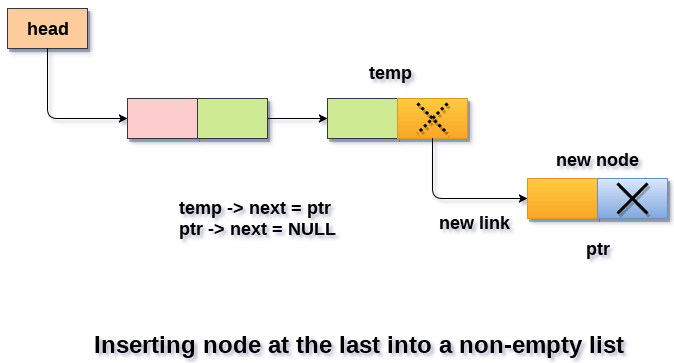 head
temp
new node
temp -> next = ptr
ptr -> next = NULL
new link
ptr
Inserting node at the last into a non-empty list